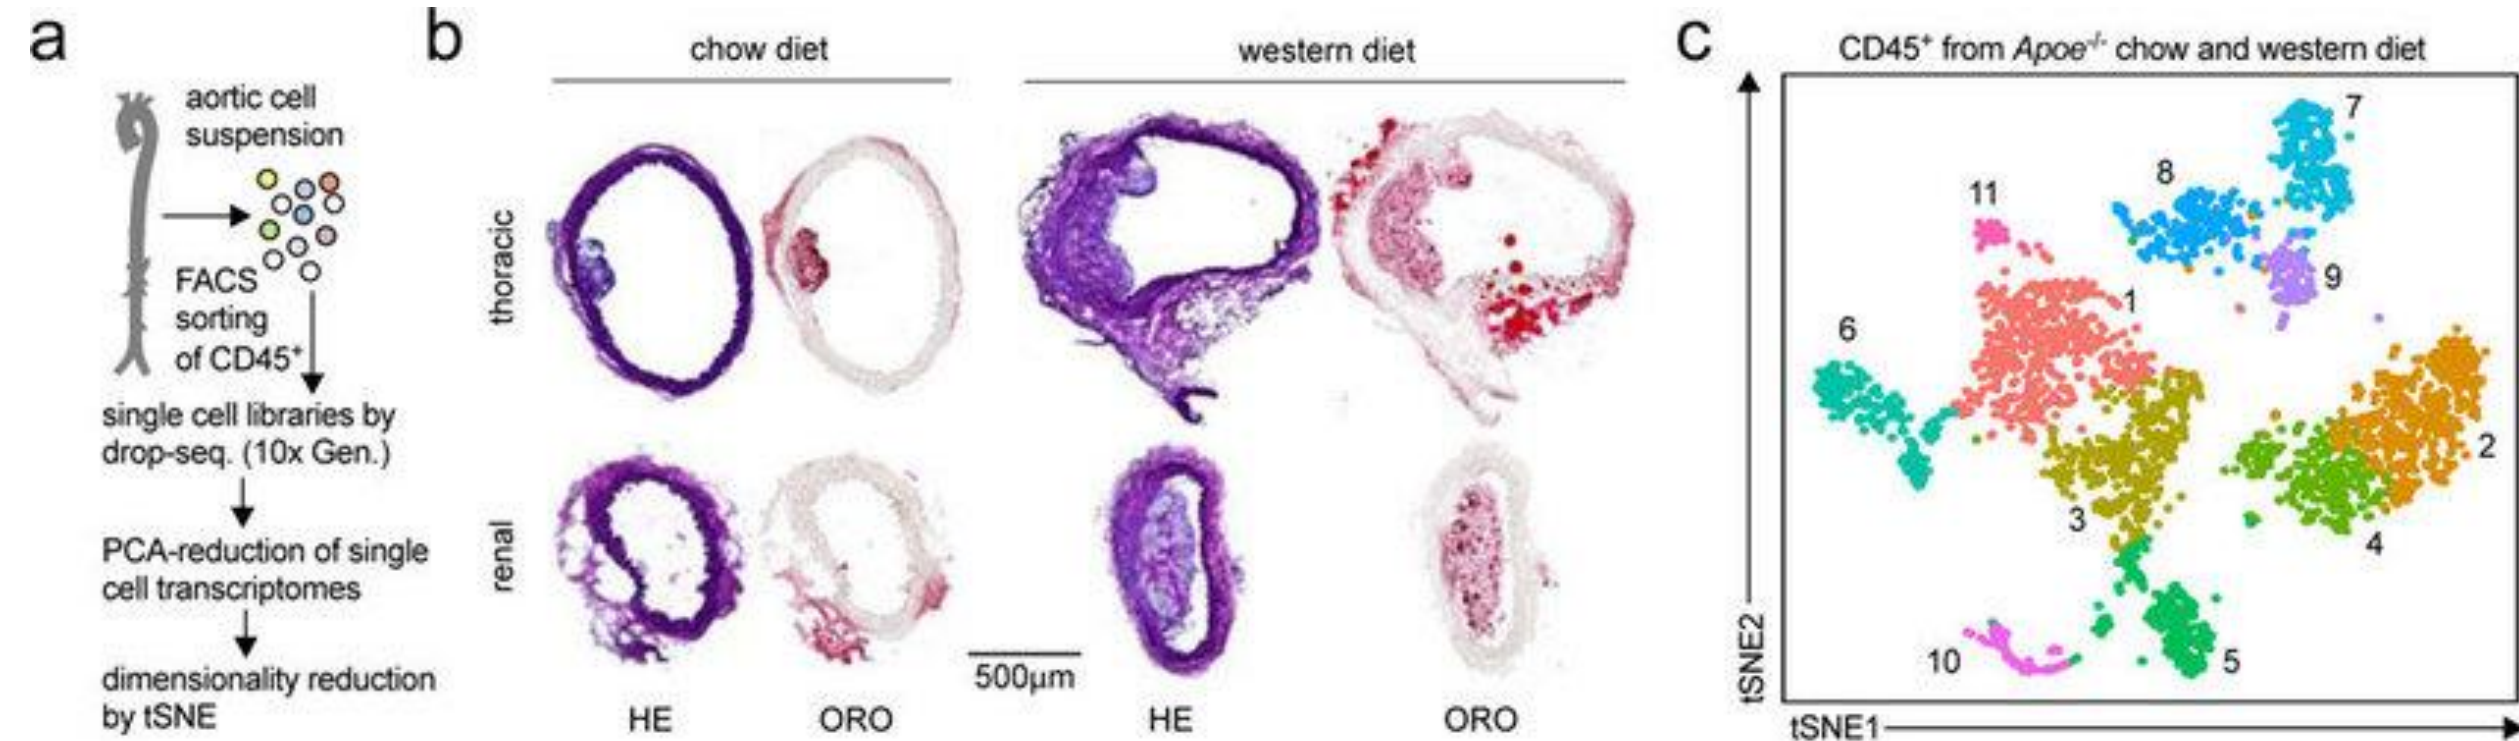 a
aortic cell
suspension
FACS
sorting
of CD45⁺
single cell libraries by
drop-seq. (10x Gen.)
PCA-reduction of single
cell transcriptomes
dimensionality reduction
by tSNE
b
chow diet
western diet
thoracic
renal
500µm
HE
ORO
HE
ORO
c
CD45⁺ from Apoe⁻/⁻ chow and western diet
7
8
11
9
1
6
2
3
4
10
5
tSNE2
tSNE1